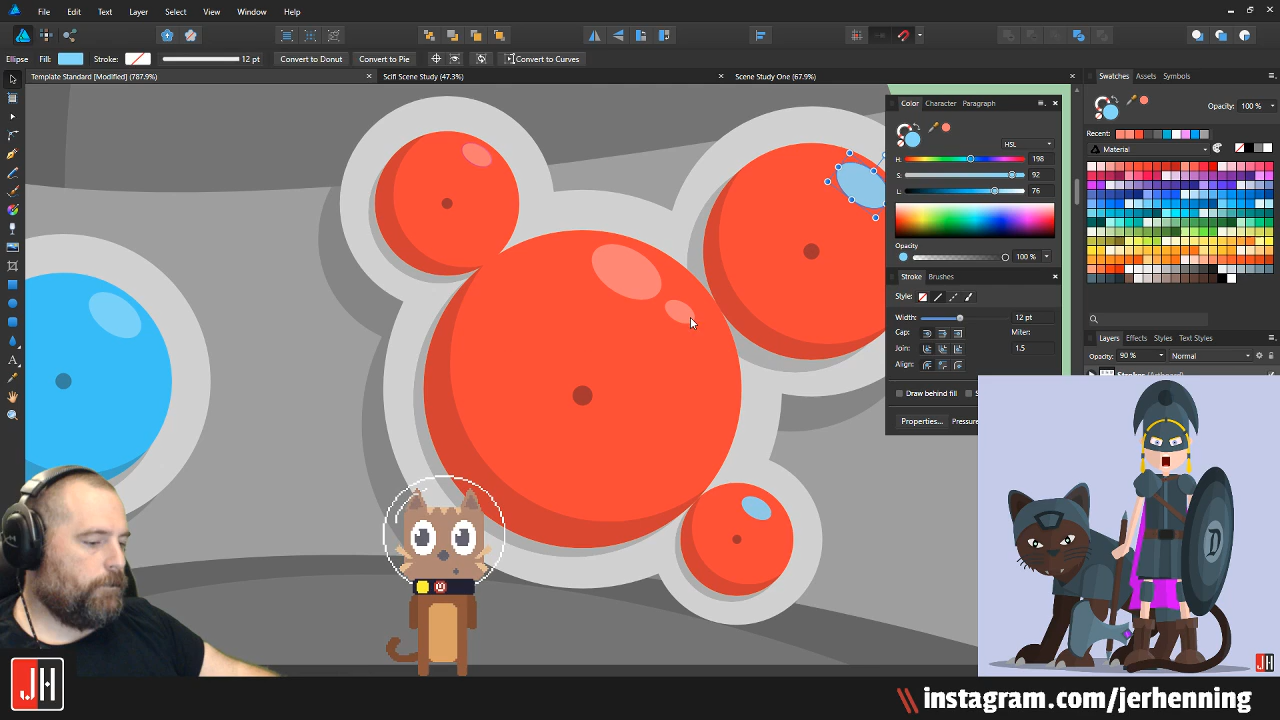 File Edit Text Layer Select View Window Help
Ellipse Fill: Stroke: 12 pt Convert to Donut Convert to Pie Convert to Curves
Template Standard [Modified] (787.9%) × Scifi Scene Study (47.3%) × Scene Study One (67.9%) ×
Swatches Assets Symbols
Color Character Paragraph
Opacity: 100 %
HSL
Recent:
Material
H: 198
S: 92
L: 76
Opacity
100 %
Stroke Brushes
Style:
Width: 12 pt
Cap: Miter:
Join: 1.5
Align:
Draw behind fill S
Properties... Pressure
Layers Effects Styles Text Styles
Opacity: 90 % Normal
D
JH
JH
\\ instagram.com/jerhenning